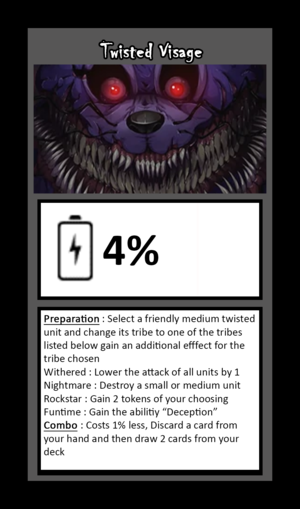 Twisted Visage
4%
Preparation : Select a friendly medium twisted
unit and change its tribe to one of the tribes
listed below gain an additional efffect for the
tribe chosen
Withered : Lower the attack of all units by 1
Nightmare : Destroy a small or medium unit
Rockstar : Gain 2 tokens of your choosing
Funtime : Gain the abilitiy “Deception”
Combo : Costs 1% less, Discard a card from
your hand and then draw 2 cards from your
deck